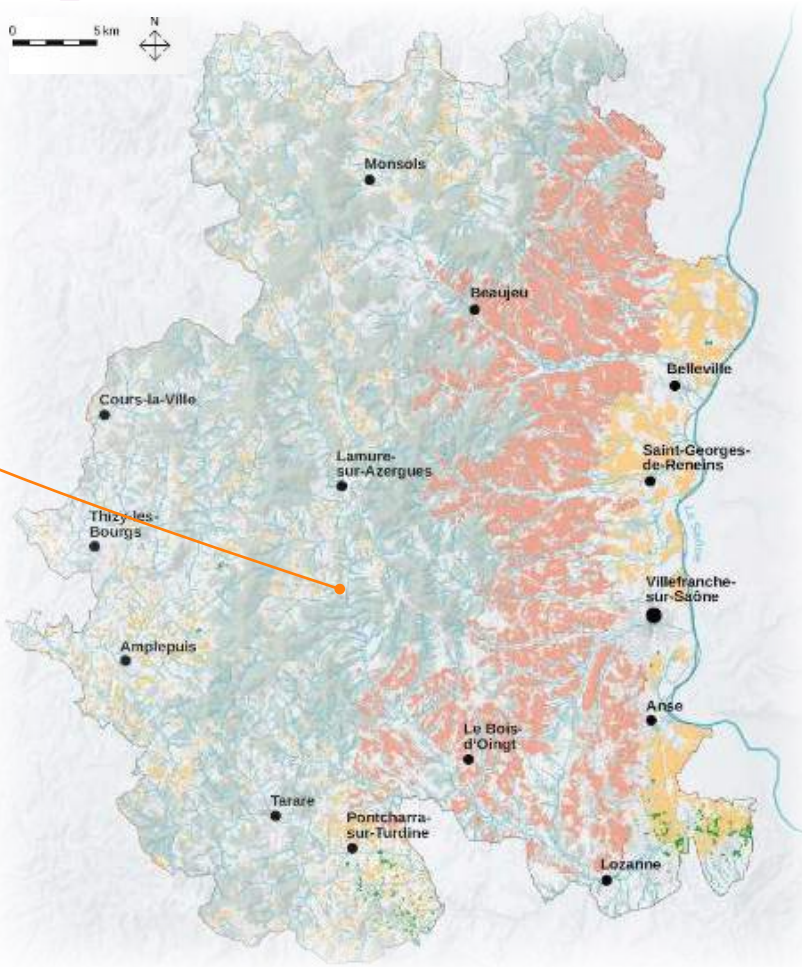 0 5 km
N
Monsols
Beaujeu
Belleville
Cours-la-Ville
Lamure-
sur-Azergues
Saint-Georges-
de-Reneins
Thizy-les-
Bourgs
La Saône
Villefranche-
sur-Saône
Amplepuis
Anse
Le Bois-
d'Oingt
Tarare
Pontcharra-
sur-Turdine
Lozanne